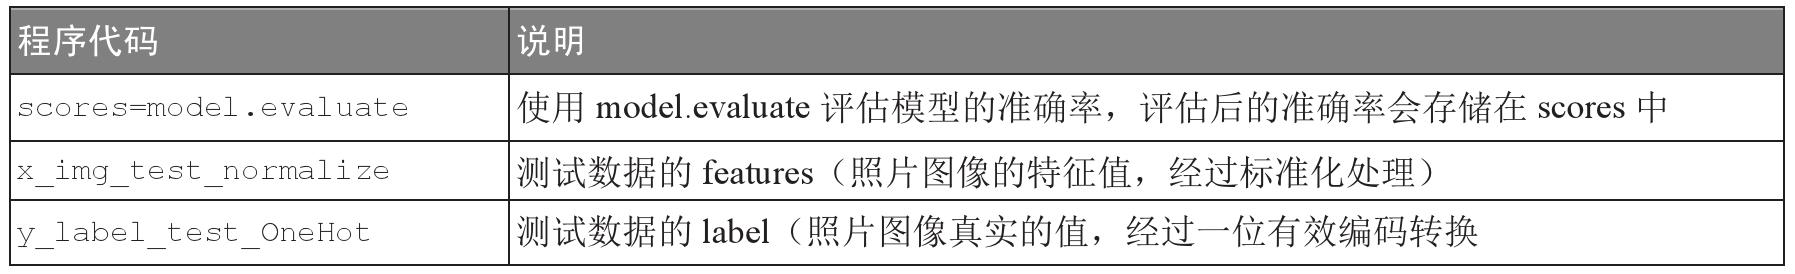 程序代码 说明
scores=model.evaluate 使用 model.evaluate 评估模型的准确率，评估后的准确率会存储在 scores 中
x_img_test_normalize 测试数据的 features（照片图像的特征值，经过标准化处理）
y_label_test_OneHot 测试数据的 label（照片图像真实的值，经过一位有效编码转换